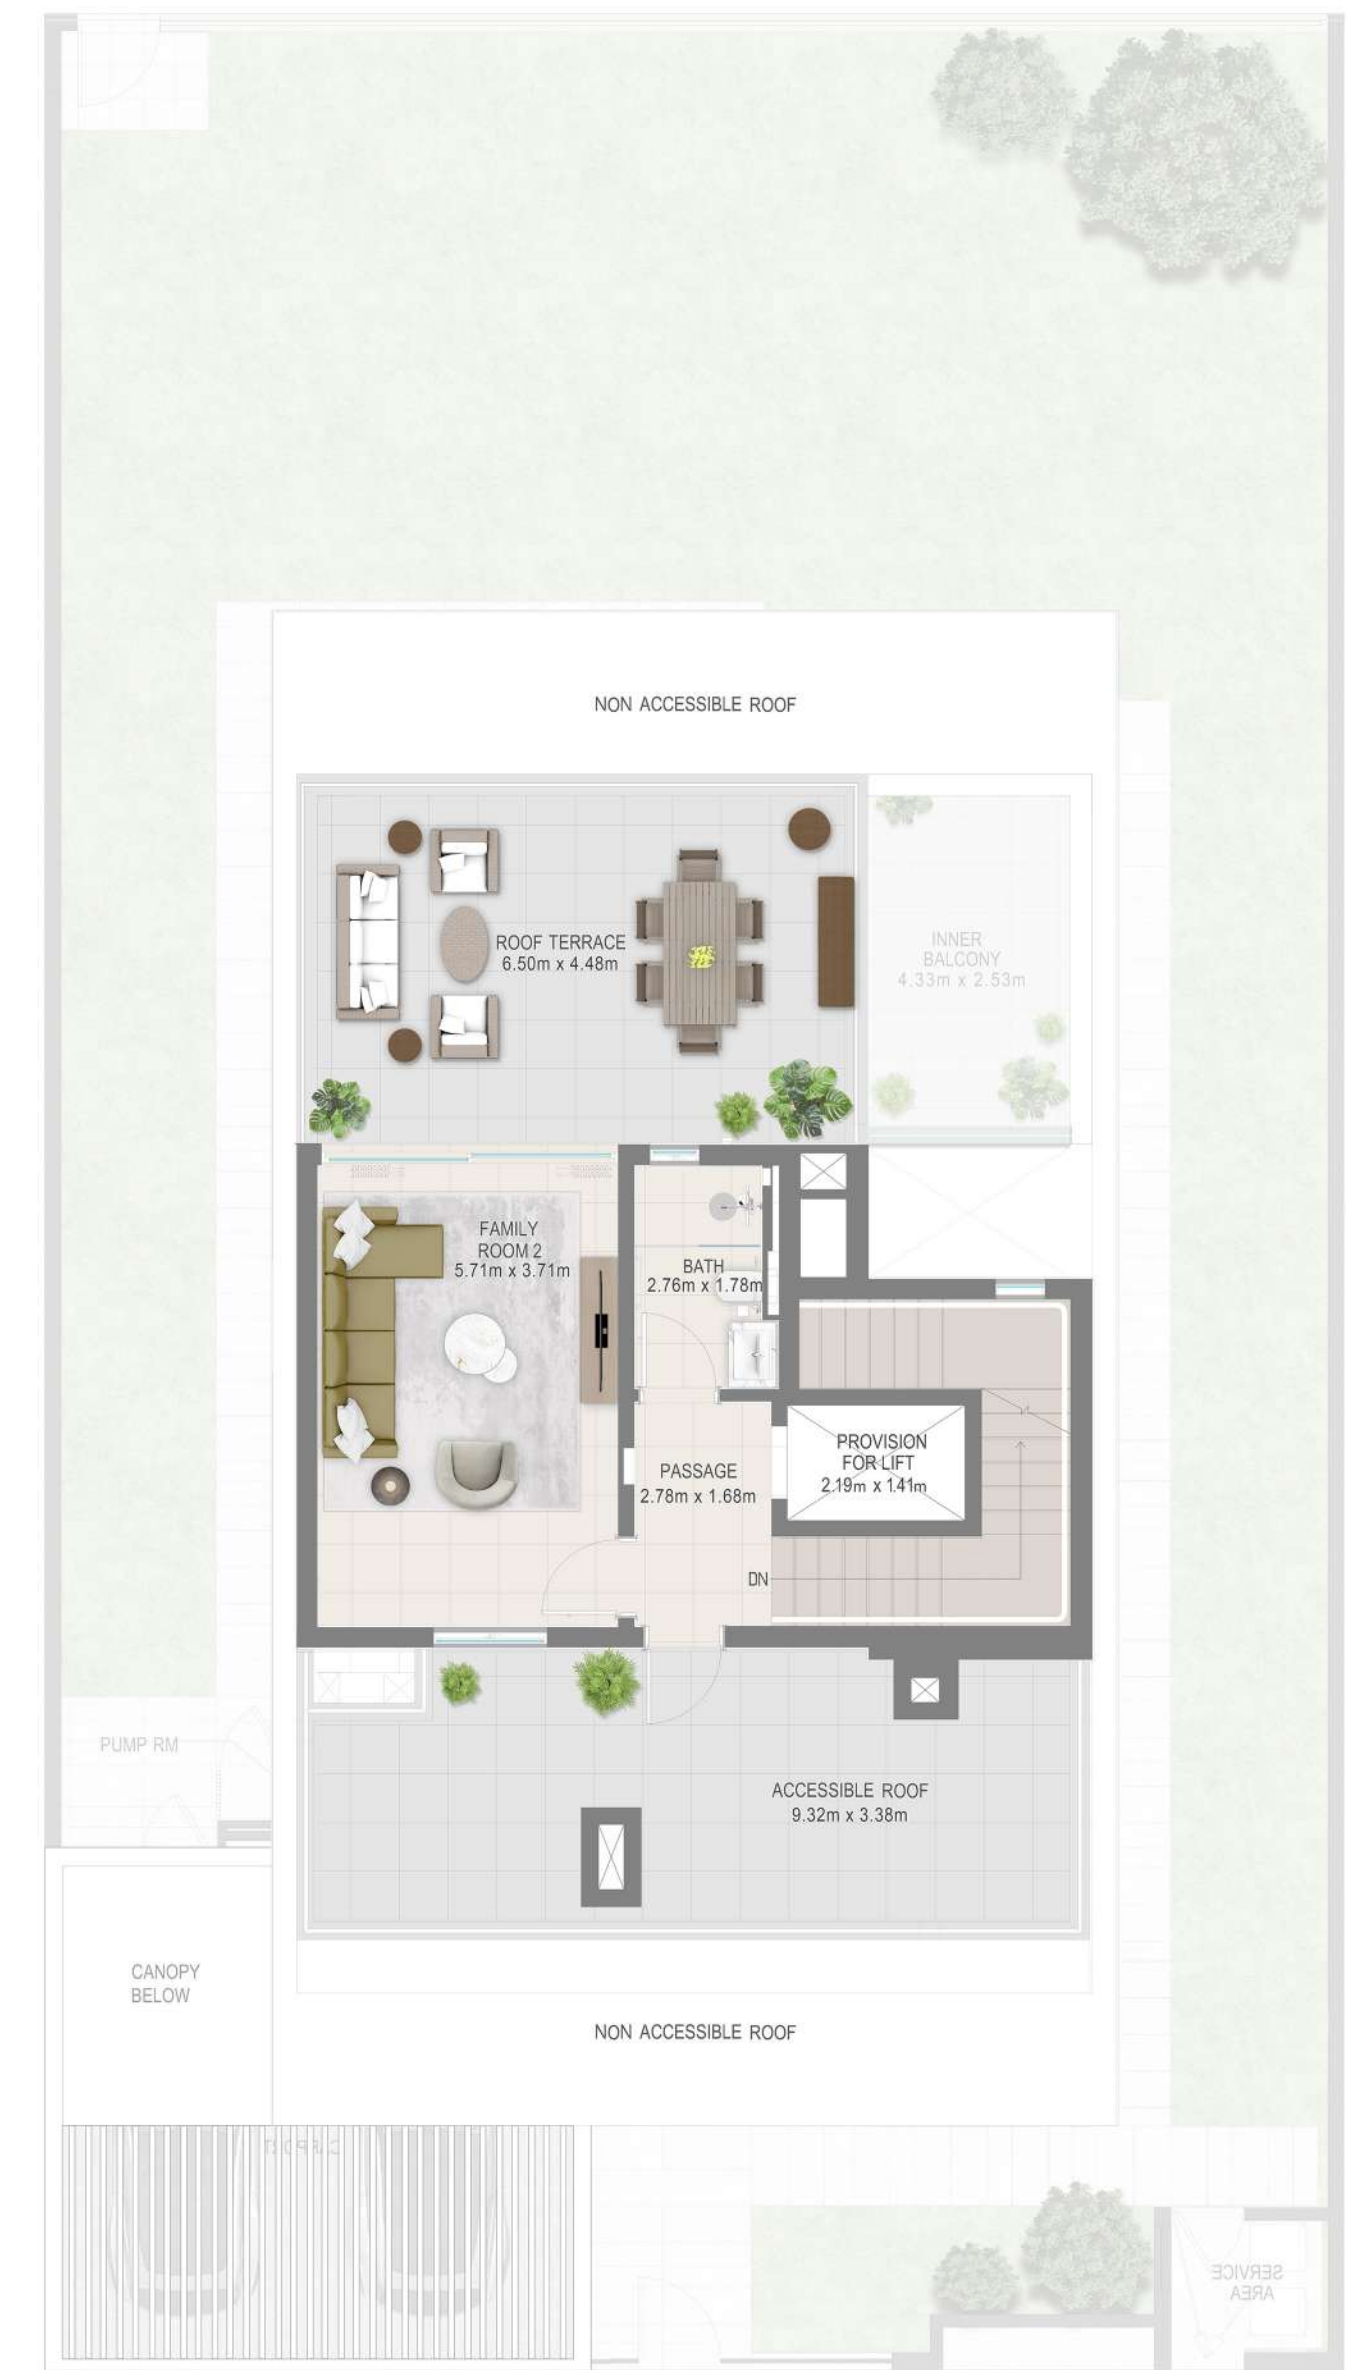 NON ACCESSIBLE ROOF
ROOF TERRACE
6.50m x 4.48m
INNER
BALCONY
4.33m x 2.53m
FAMILY
ROOM 2
5.71m x 3.71m
BATH
2.76m x 1.78m
PROVISION
FOR LIFT
2.19m x 1.41m
PASSAGE
2.78m x 1.68m
DN
PUMP RM
ACCESSIBLE ROOF
9.32m x 3.38m
CANOPY
BELOW
NON ACCESSIBLE ROOF
SERVICE
AREA